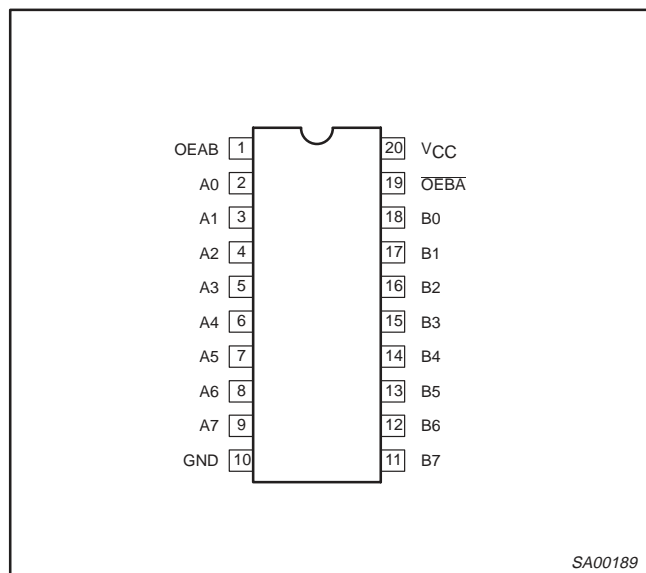 OEAB 1 20 VCC
A0 2 19 O̅E̅B̅A̅
A1 3 18 B0
A2 4 17 B1
A3 5 16 B2
A4 6 15 B3
A5 7 14 B4
A6 8 13 B5
A7 9 12 B6
GND 10 11 B7
SA00189